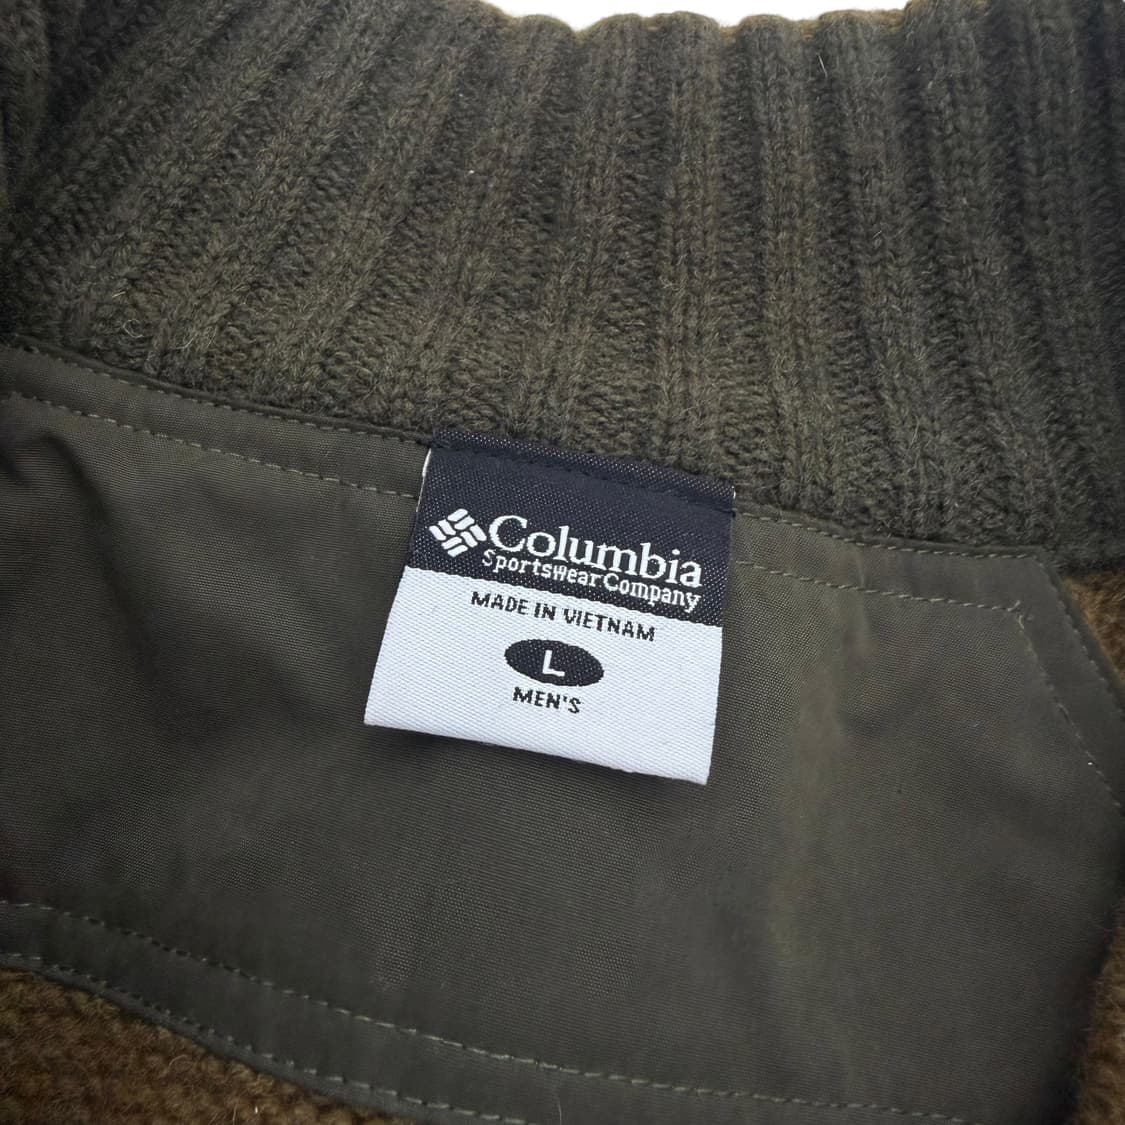 Columbia
Sportswear Company
MADE IN VIETNAM
L
MEN'S